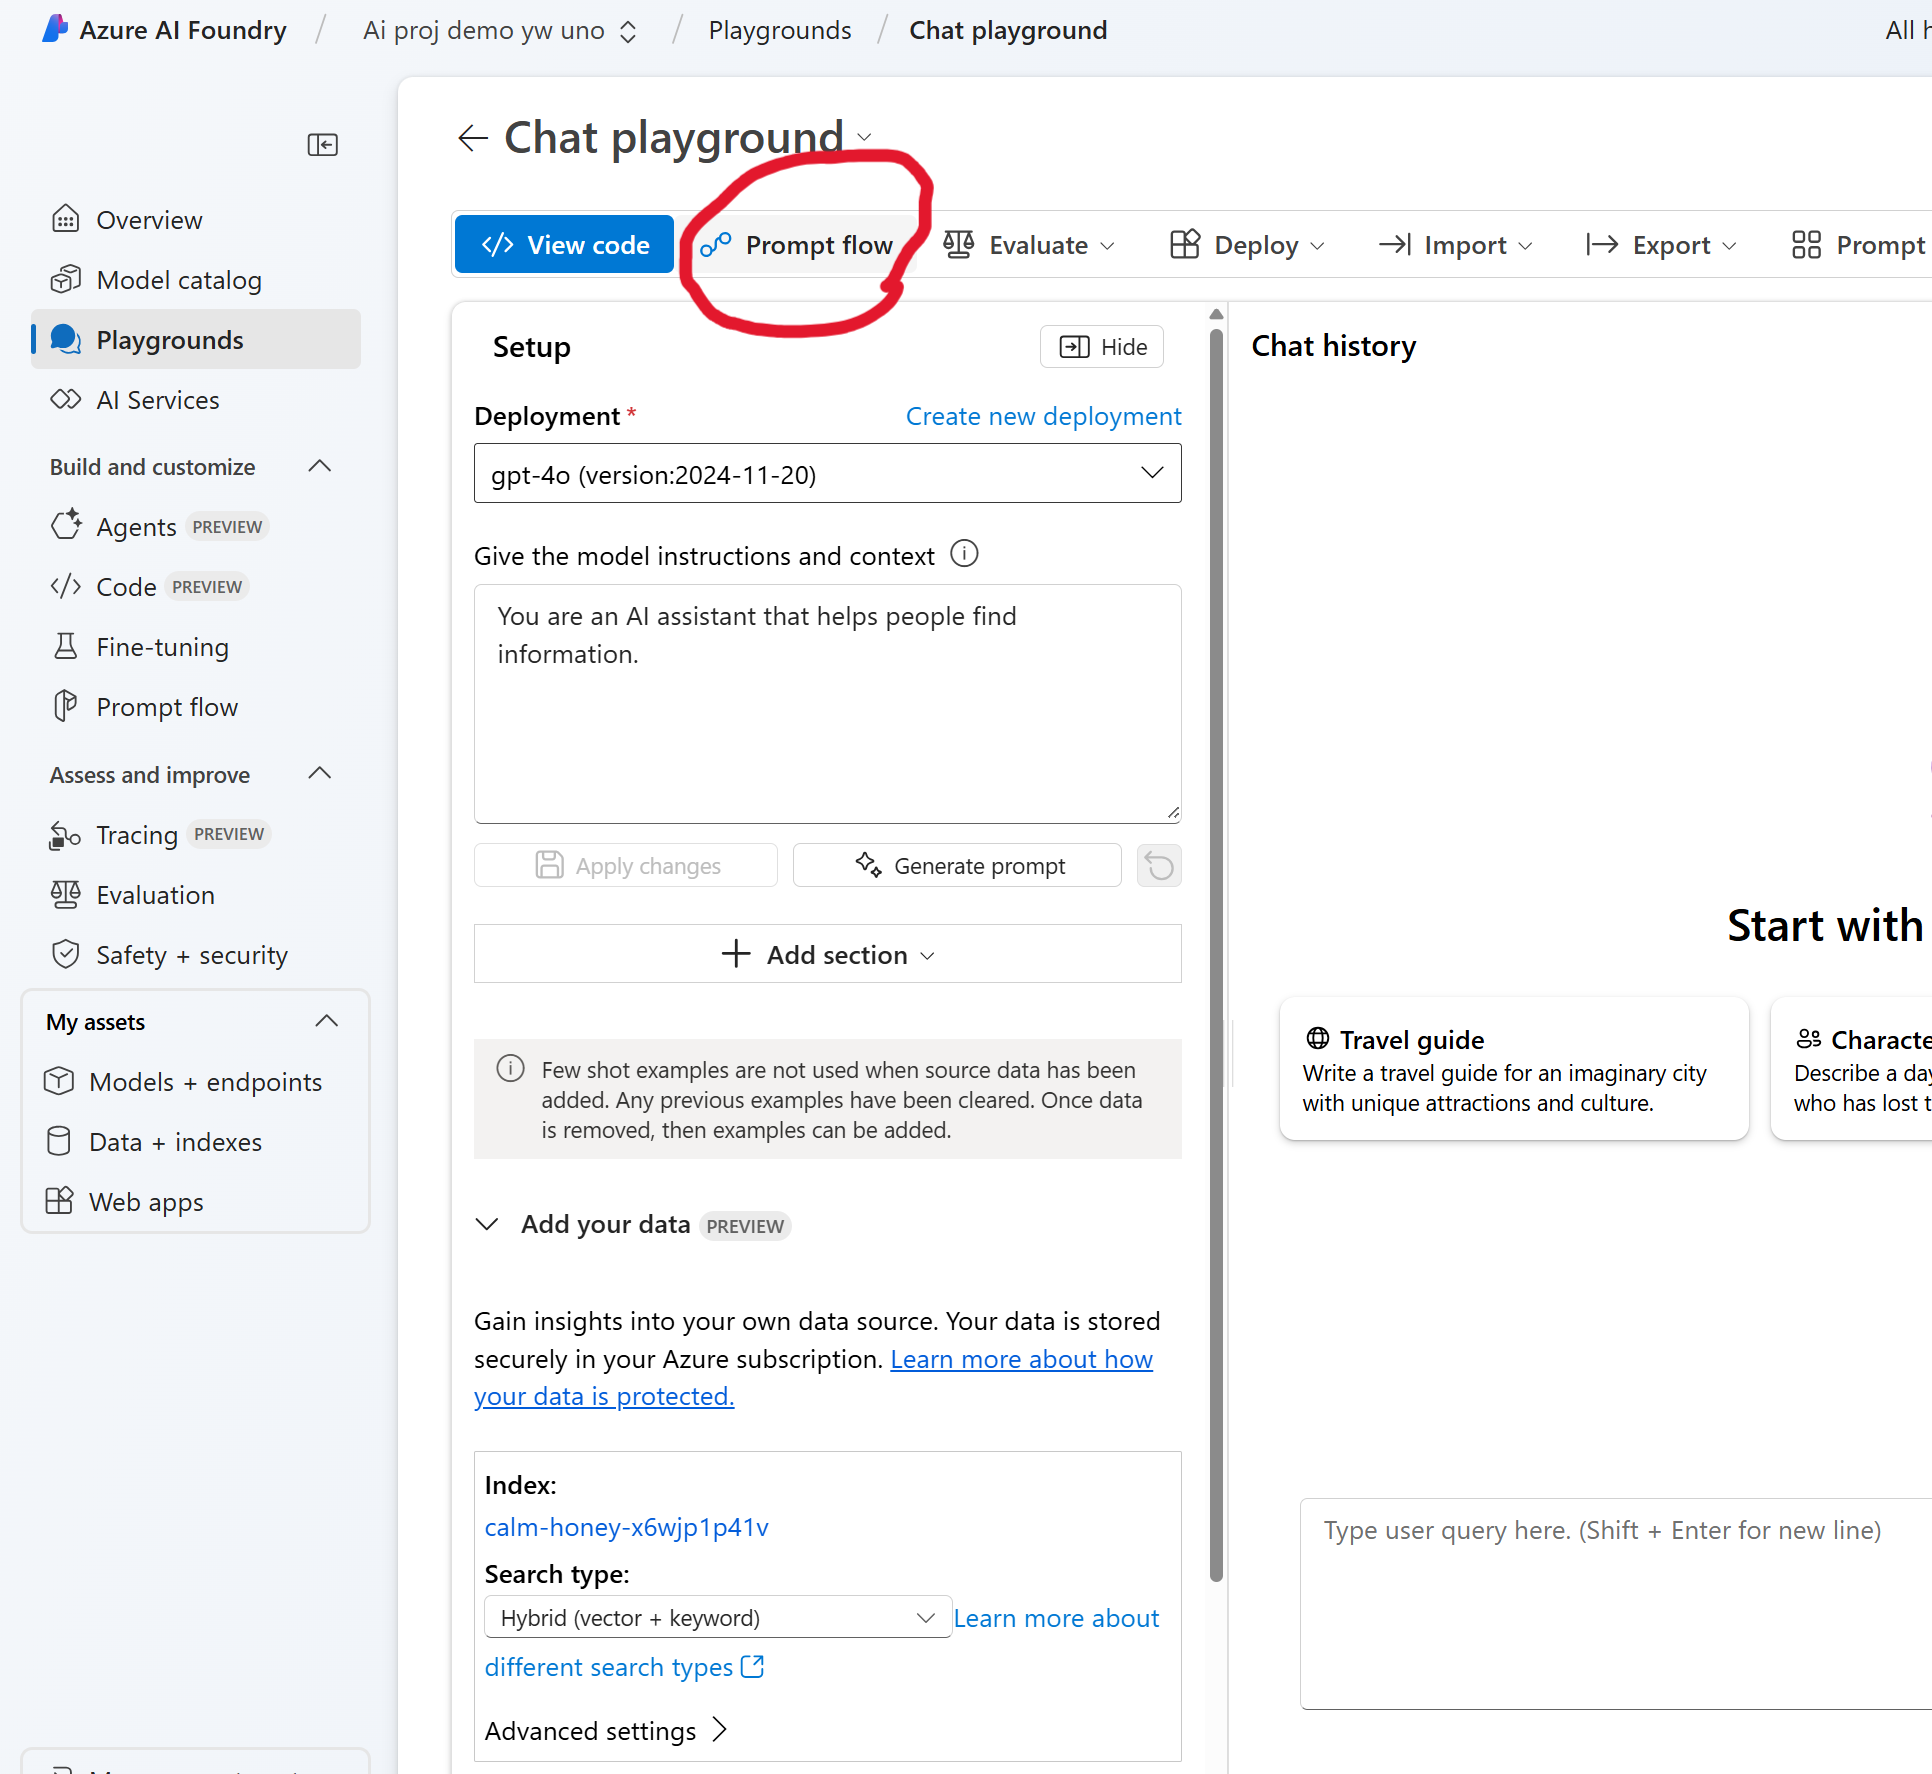 Azure AI Foundry / Ai proj demo yw uno / Playgrounds / Chat playground
All
Overview
Model catalog
Playgrounds
AI Services
Build and customize
Agents PREVIEW
Code PREVIEW
Fine-tuning
Prompt flow
Assess and improve
Tracing PREVIEW
Evaluation
Safety + security
My assets
Models + endpoints
Data + indexes
Web apps
Chat playground
View code
Prompt flow
Evaluate
Deploy
Import
Export
Prompt
Setup
Hide
Deployment *
Create new deployment
gpt-4o (version:2024-11-20)
Give the model instructions and context
You are an AI assistant that helps people find
information.
Apply changes
Generate prompt
Add section
Few shot examples are not used when source data has been
added. Any previous examples have been cleared. Once data
is removed, then examples can be added.
Add your data PREVIEW
Gain insights into your own data source. Your data is stored
securely in your Azure subscription. Learn more about how
your data is protected.
Index:
calm-honey-x6wjp1p41v
Search type:
Hybrid (vector + keyword)
Learn more about
different search types
Advanced settings
Chat history
Start with
Travel guide
Write a travel guide for an imaginary city
with unique attractions and culture.
Characte
Describe a day
who has lost t
Type user query here. (Shift + Enter for new line)